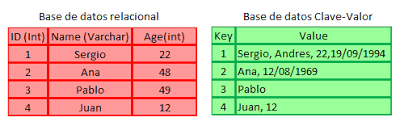 Base de datos relacional
ID (Int) Name (Varchar) Age(int)
1 Sergio 22
2 Ana 48
3 Pablo 49
4 Juan 12
Base de datos Clave-Valor
Key Value
1 Sergio, Andres, 22,19/09/1994
2 Ana, 12/08/1969
3 Pablo
4 Juan, 12